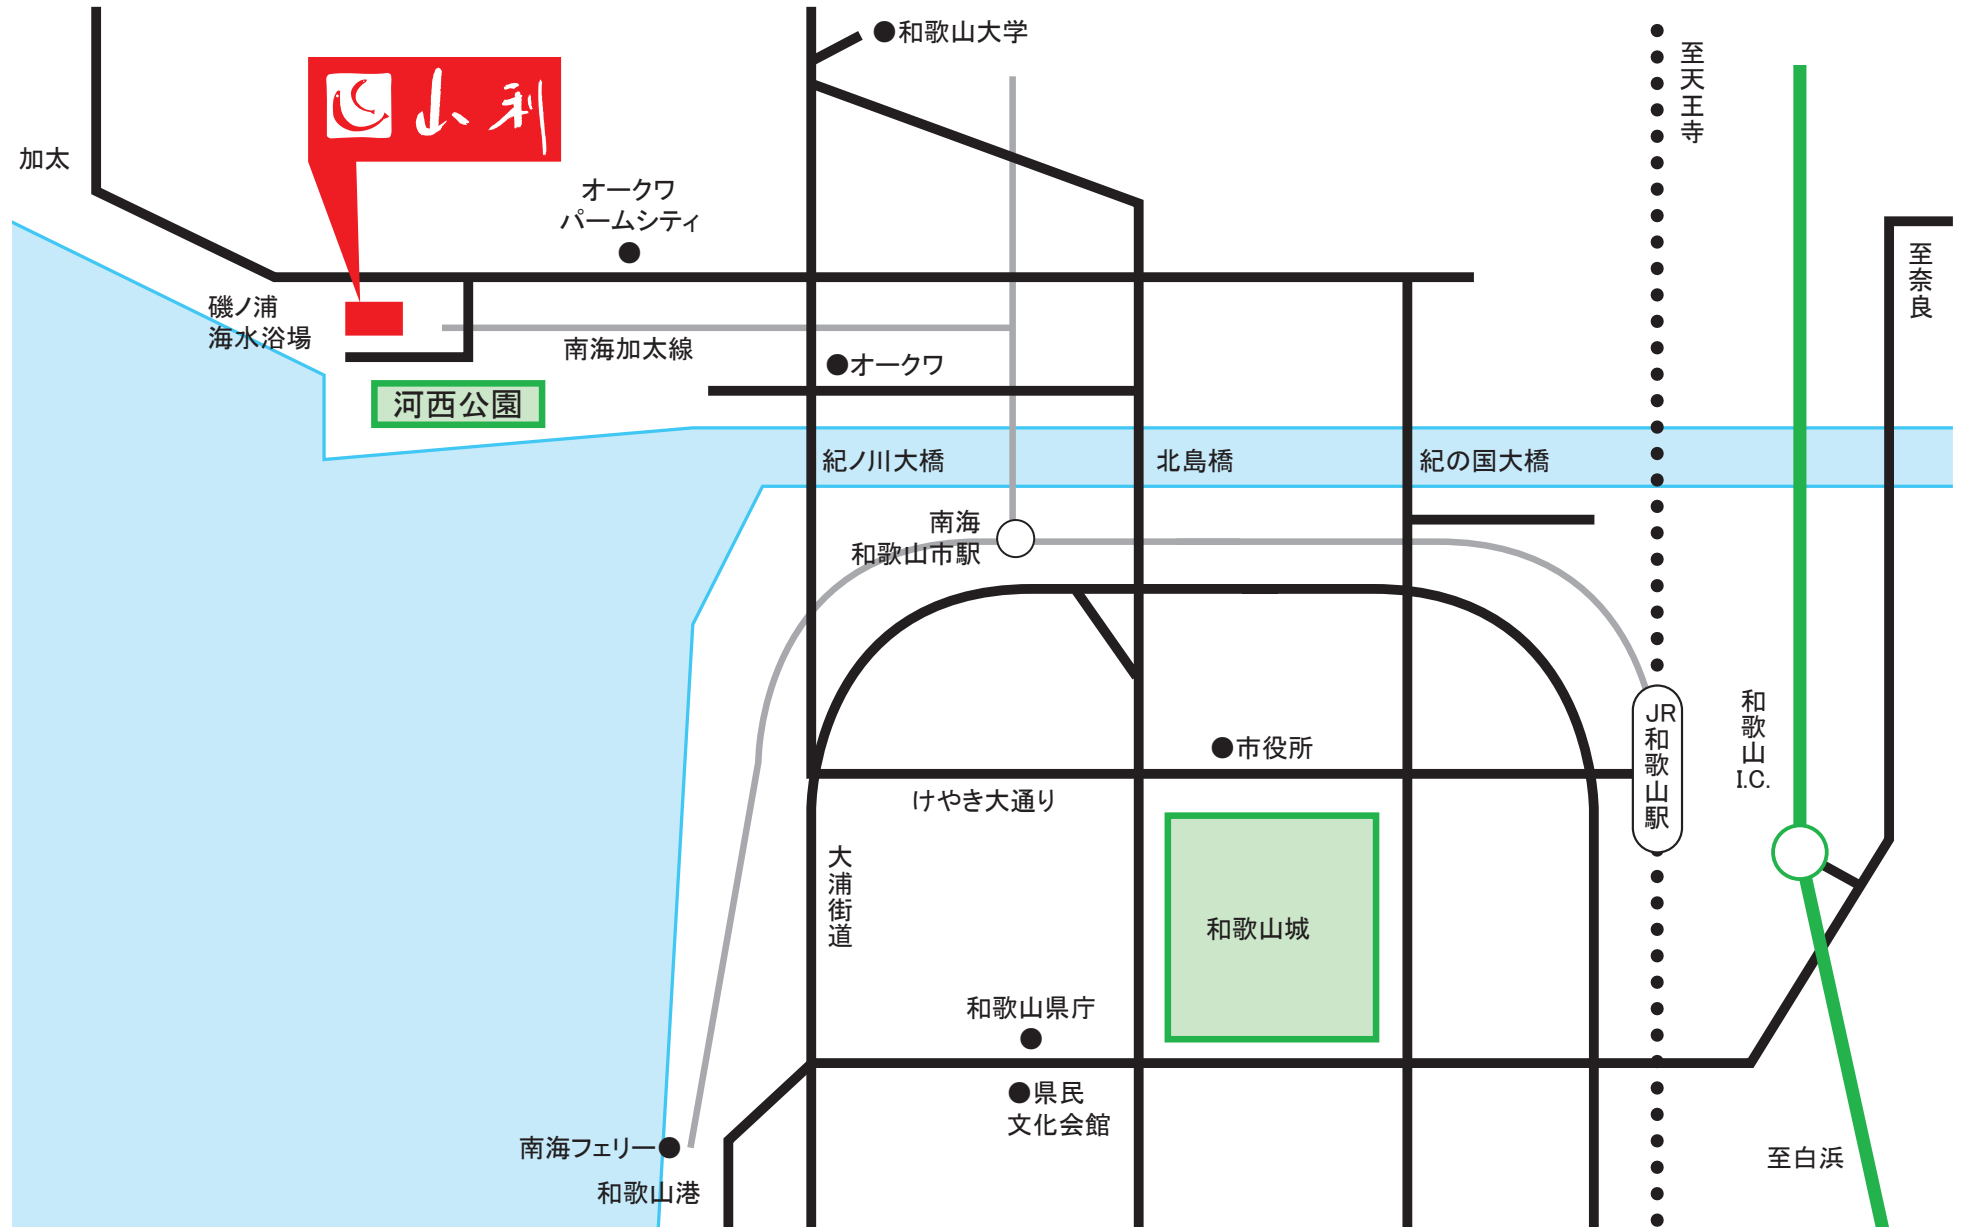 和歌山大学
至天王寺
山利
加太
オークワ
パームシティ
至奈良
磯ノ浦
海水浴場
南海加太線
オークワ
河西公園
紀ノ川大橋
北島橋
紀の国大橋
南海
和歌山市駅
JR和歌山駅
和歌山I.C.
市役所
けやき大通り
大浦街道
和歌山城
和歌山県庁
県民
文化会館
南海フェリー
和歌山港
至白浜